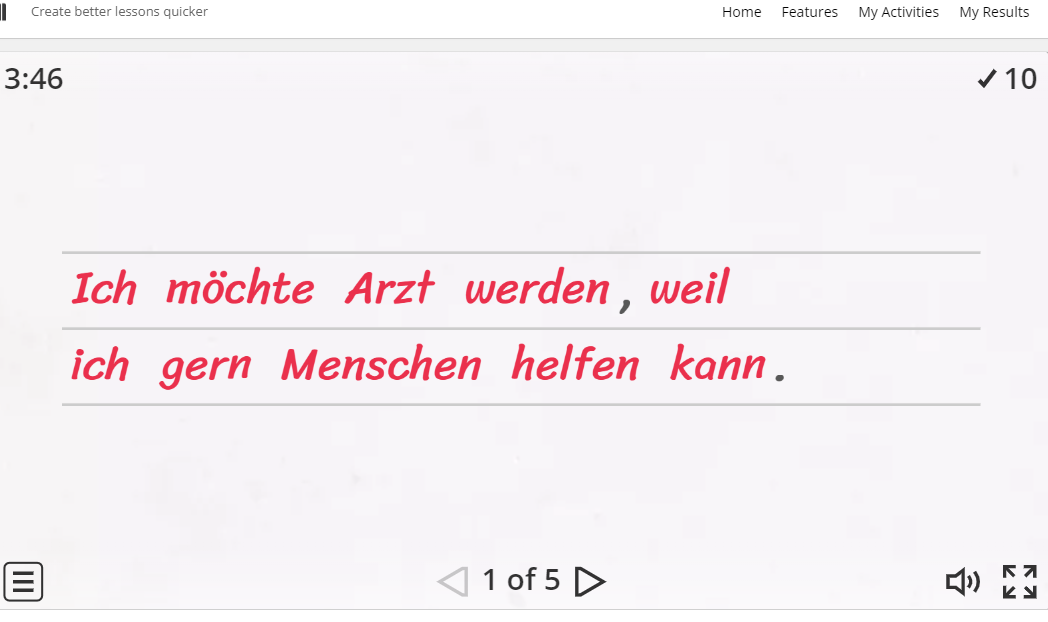 Create better lessons quicker
Home Features My Activities My Results
3:46
✓ 10
Ich möchte Arzt werden, weil
ich gern Menschen helfen kann.
1 of 5